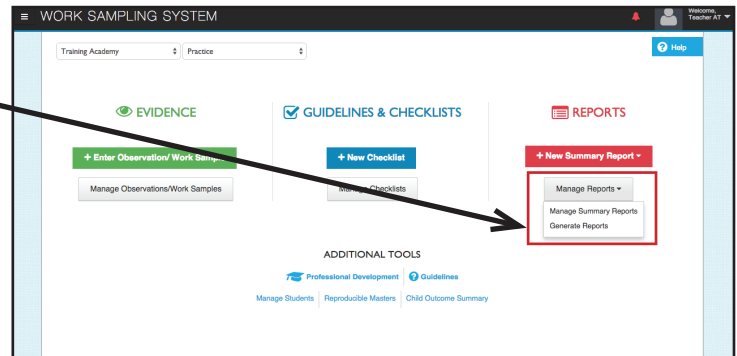 WORK SAMPLING SYSTEM
Welcome,
Teacher AT
Training Academy
Practice
Help
EVIDENCE
GUIDELINES & CHECKLISTS
REPORTS
+ Enter Observation/ Work Sample
+ New Checklist
+ New Summary Report
Manage Observations/Work Samples
Manage Checklists
Manage Reports
Manage Summary Reports
Generate Reports
ADDITIONAL TOOLS
Professional Development
Guidelines
Manage Students
Reproducible Masters
Child Outcome Summary